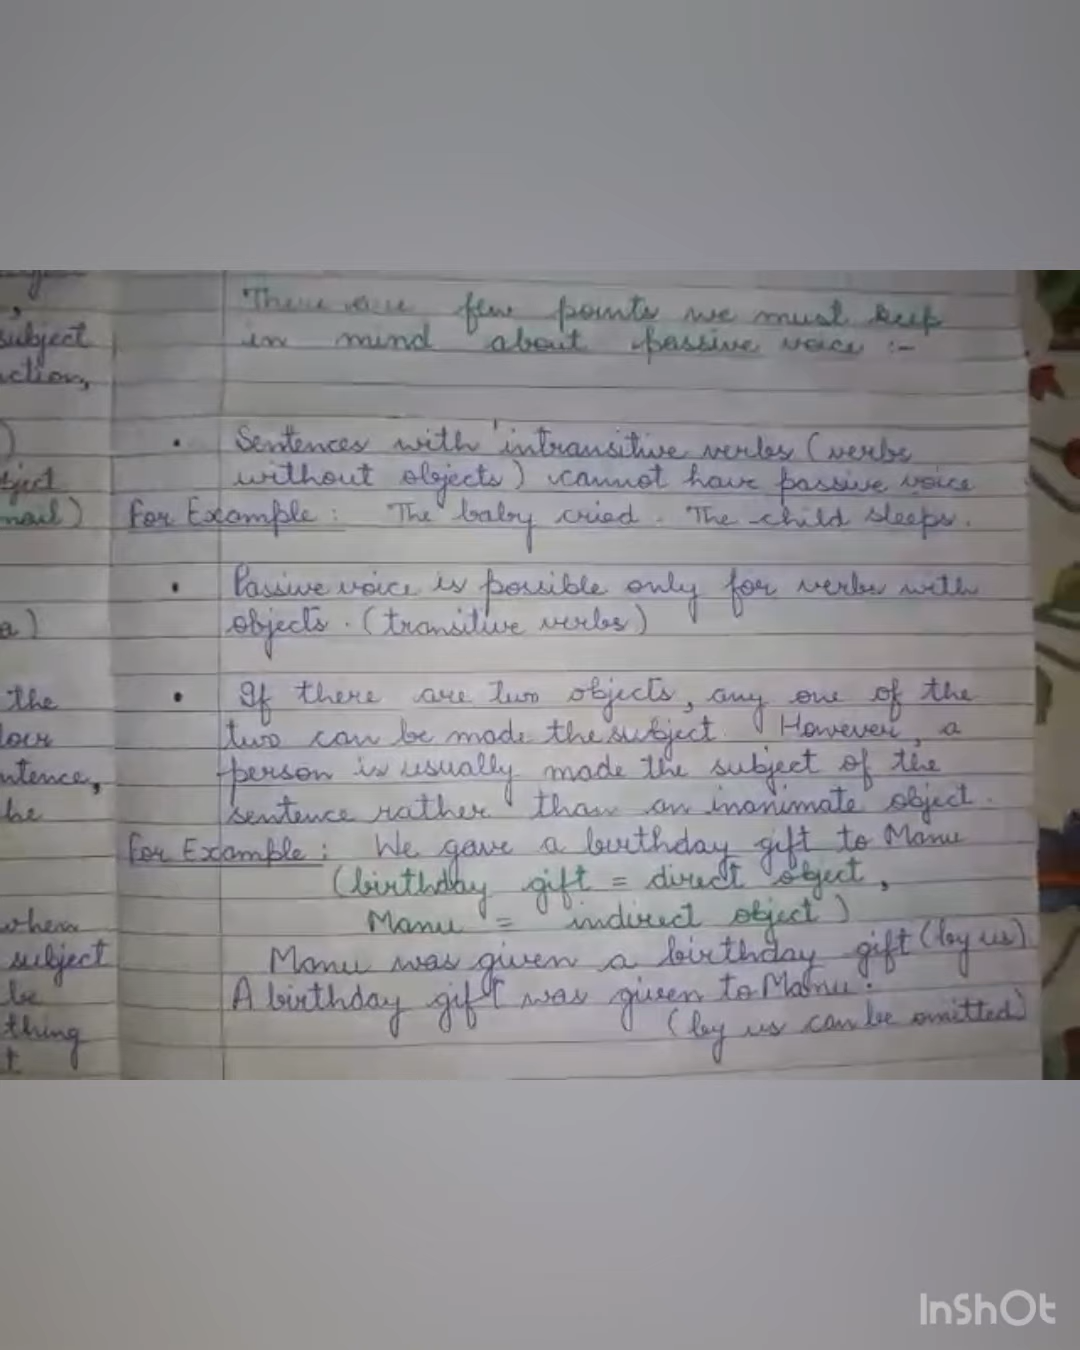 subject
ction,
ject
mail)
a)
the
ntence,
be
when
subject
be
thing
t
There are few points we must keep
in mind about passive voice :-
• Sentences with intransitive verbs (verbs
without objects) cannot have passive voice
For Example: The baby cried. The child sleeps.
• Passive voice is possible only for verbs with
objects. (transitive verbs)
• If there are two objects, any one of the
two can be made the subject. However, a
person is usually made the subject of the
sentence rather than an inanimate object.
For Example: We gave a birthday gift to Manu
(birthday gift = direct object,
Manu = indirect object)
Manu was given a birthday gift (by us)
A birthday gift was given to Manu.
(by us can be omitted)
InShOt